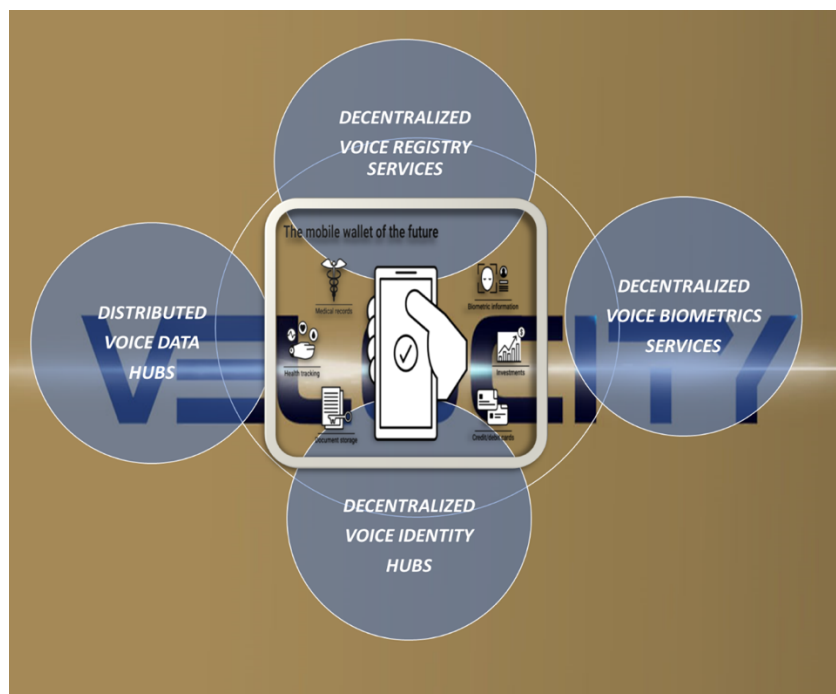 DECENTRALIZED
VOICE REGISTRY
SERVICES
The mobile wallet of the future
Medical records
Biometric information
DISTRIBUTED
VOICE DATA
HUBS
DECENTRALIZED
VOICE BIOMETRICS
SERVICES
VELOCITY
Health tracking
Investments
Document storage
Credit/debit cards
DECENTRALIZED
VOICE IDENTITY
HUBS